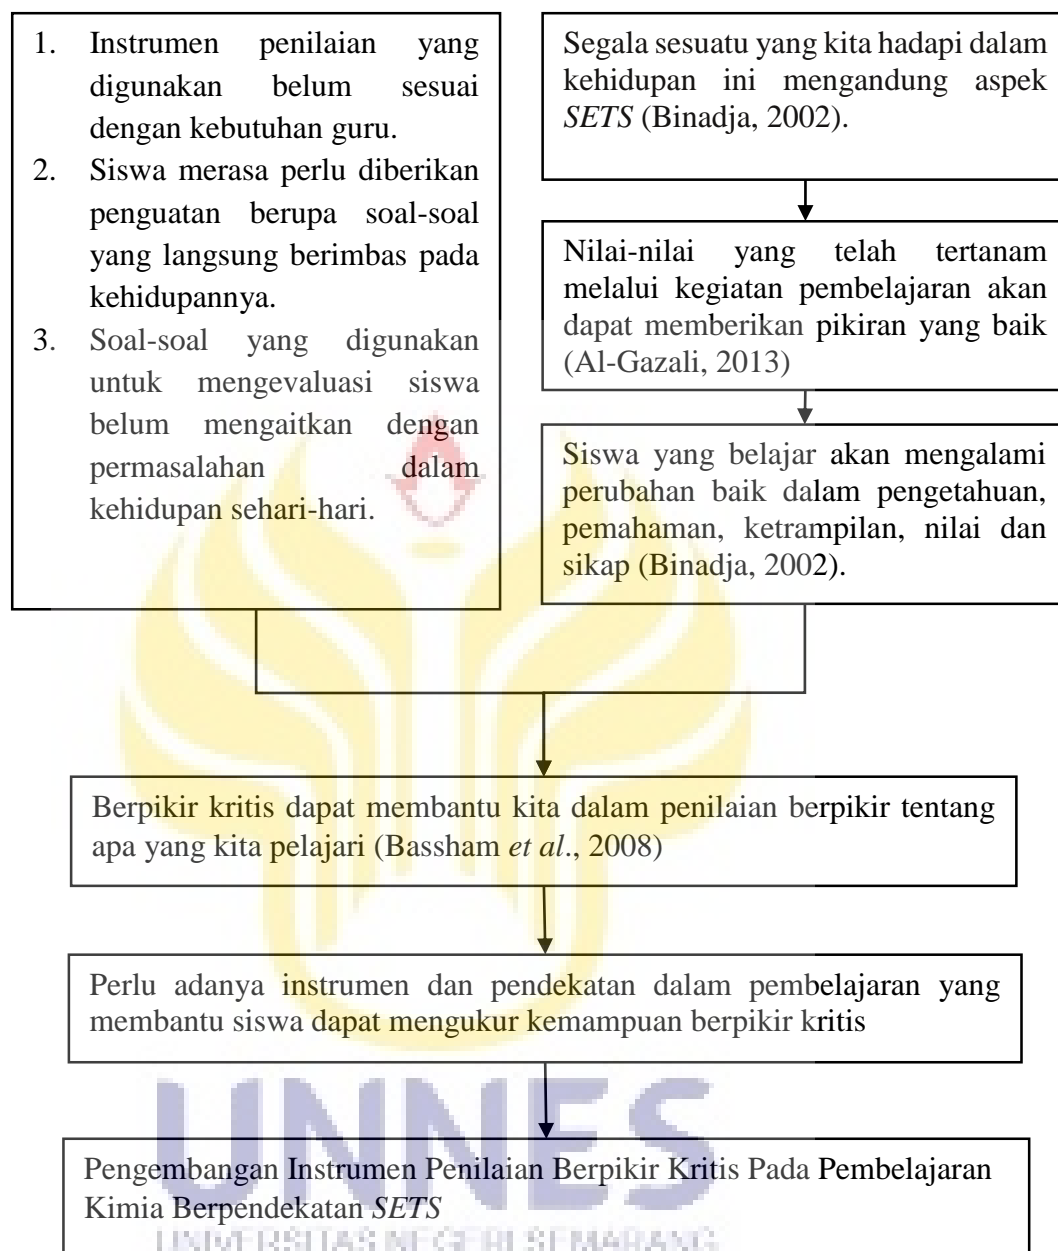 1. Instrumen penilaian yang
digunakan belum sesuai
dengan kebutuhan guru.
2. Siswa merasa perlu diberikan
penguatan berupa soal-soal
yang langsung berimbas pada
kehidupannya.
3. Soal-soal yang digunakan
untuk mengevaluasi siswa
belum mengaitkan dengan
permasalahan dalam
kehidupan sehari-hari.
Segala sesuatu yang kita hadapi dalam
kehidupan ini mengandung aspek
SETS (Binadja, 2002).
Nilai-nilai yang telah tertanam
melalui kegiatan pembelajaran akan
dapat memberikan pikiran yang baik
(Al-Gazali, 2013)
Siswa yang belajar akan mengalami
perubahan baik dalam pengetahuan,
pemahaman, ketrampilan, nilai dan
sikap (Binadja, 2002).
Berpikir kritis dapat membantu kita dalam penilaian berpikir tentang
apa yang kita pelajari (Bassham et al., 2008)
Perlu adanya instrumen dan pendekatan dalam pembelajaran yang
membantu siswa dapat mengukur kemampuan berpikir kritis
UNNES
Pengembangan Instrumen Penilaian Berpikir Kritis Pada Pembelajaran
Kimia Berpendekatan SETS
UNIVERSITAS NEGERI SEMARANG